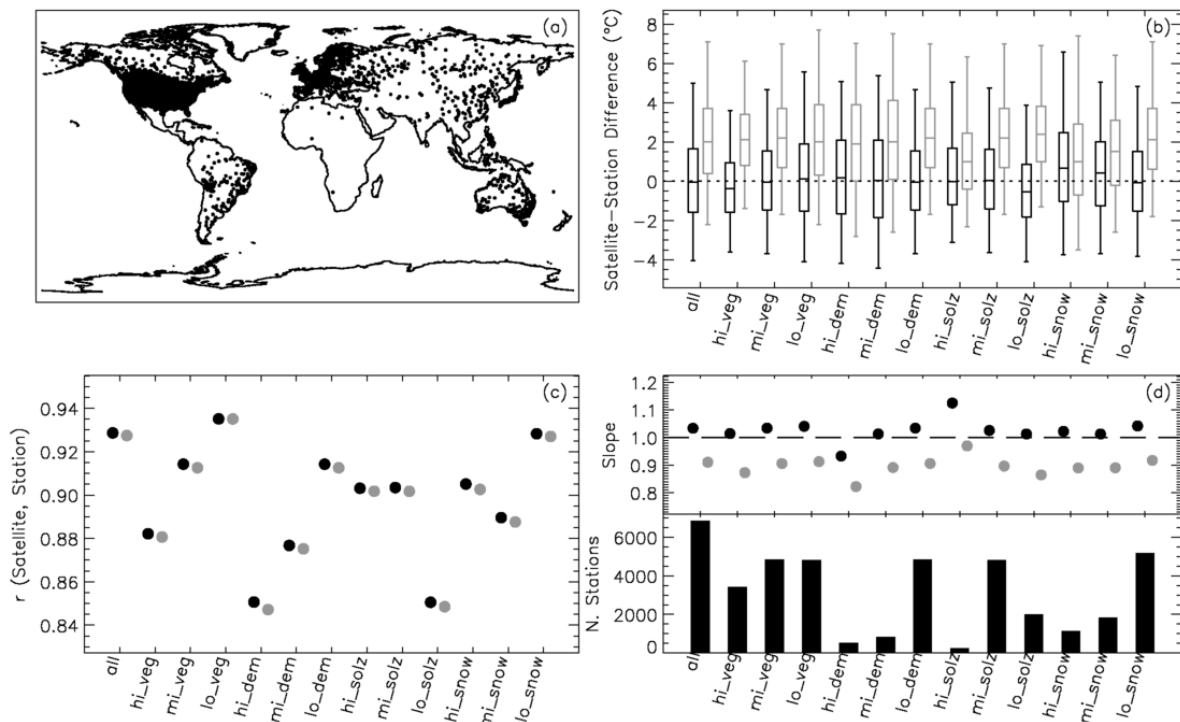 (a)
(b)
Satellite-Station Difference (°C)
8
6
4
2
0
-2
-4
all
hi_veg
mi_veg
lo_veg
hi_dem
mi_dem
lo_dem
hi_solz
mi_solz
lo_solz
hi_snow
mi_snow
lo_snow
(c)
r (Satellite, Station)
0.94
0.92
0.90
0.88
0.86
0.84
all
hi_veg
mi_veg
lo_veg
hi_dem
mi_dem
lo_dem
hi_solz
mi_solz
lo_solz
hi_snow
mi_snow
lo_snow
(d)
Slope
1.2
1.1
1.0
0.9
0.8
N. Stations
6000
4000
2000
0
all
hi_veg
mi_veg
lo_veg
hi_dem
mi_dem
lo_dem
hi_solz
mi_solz
lo_solz
hi_snow
mi_snow
lo_snow